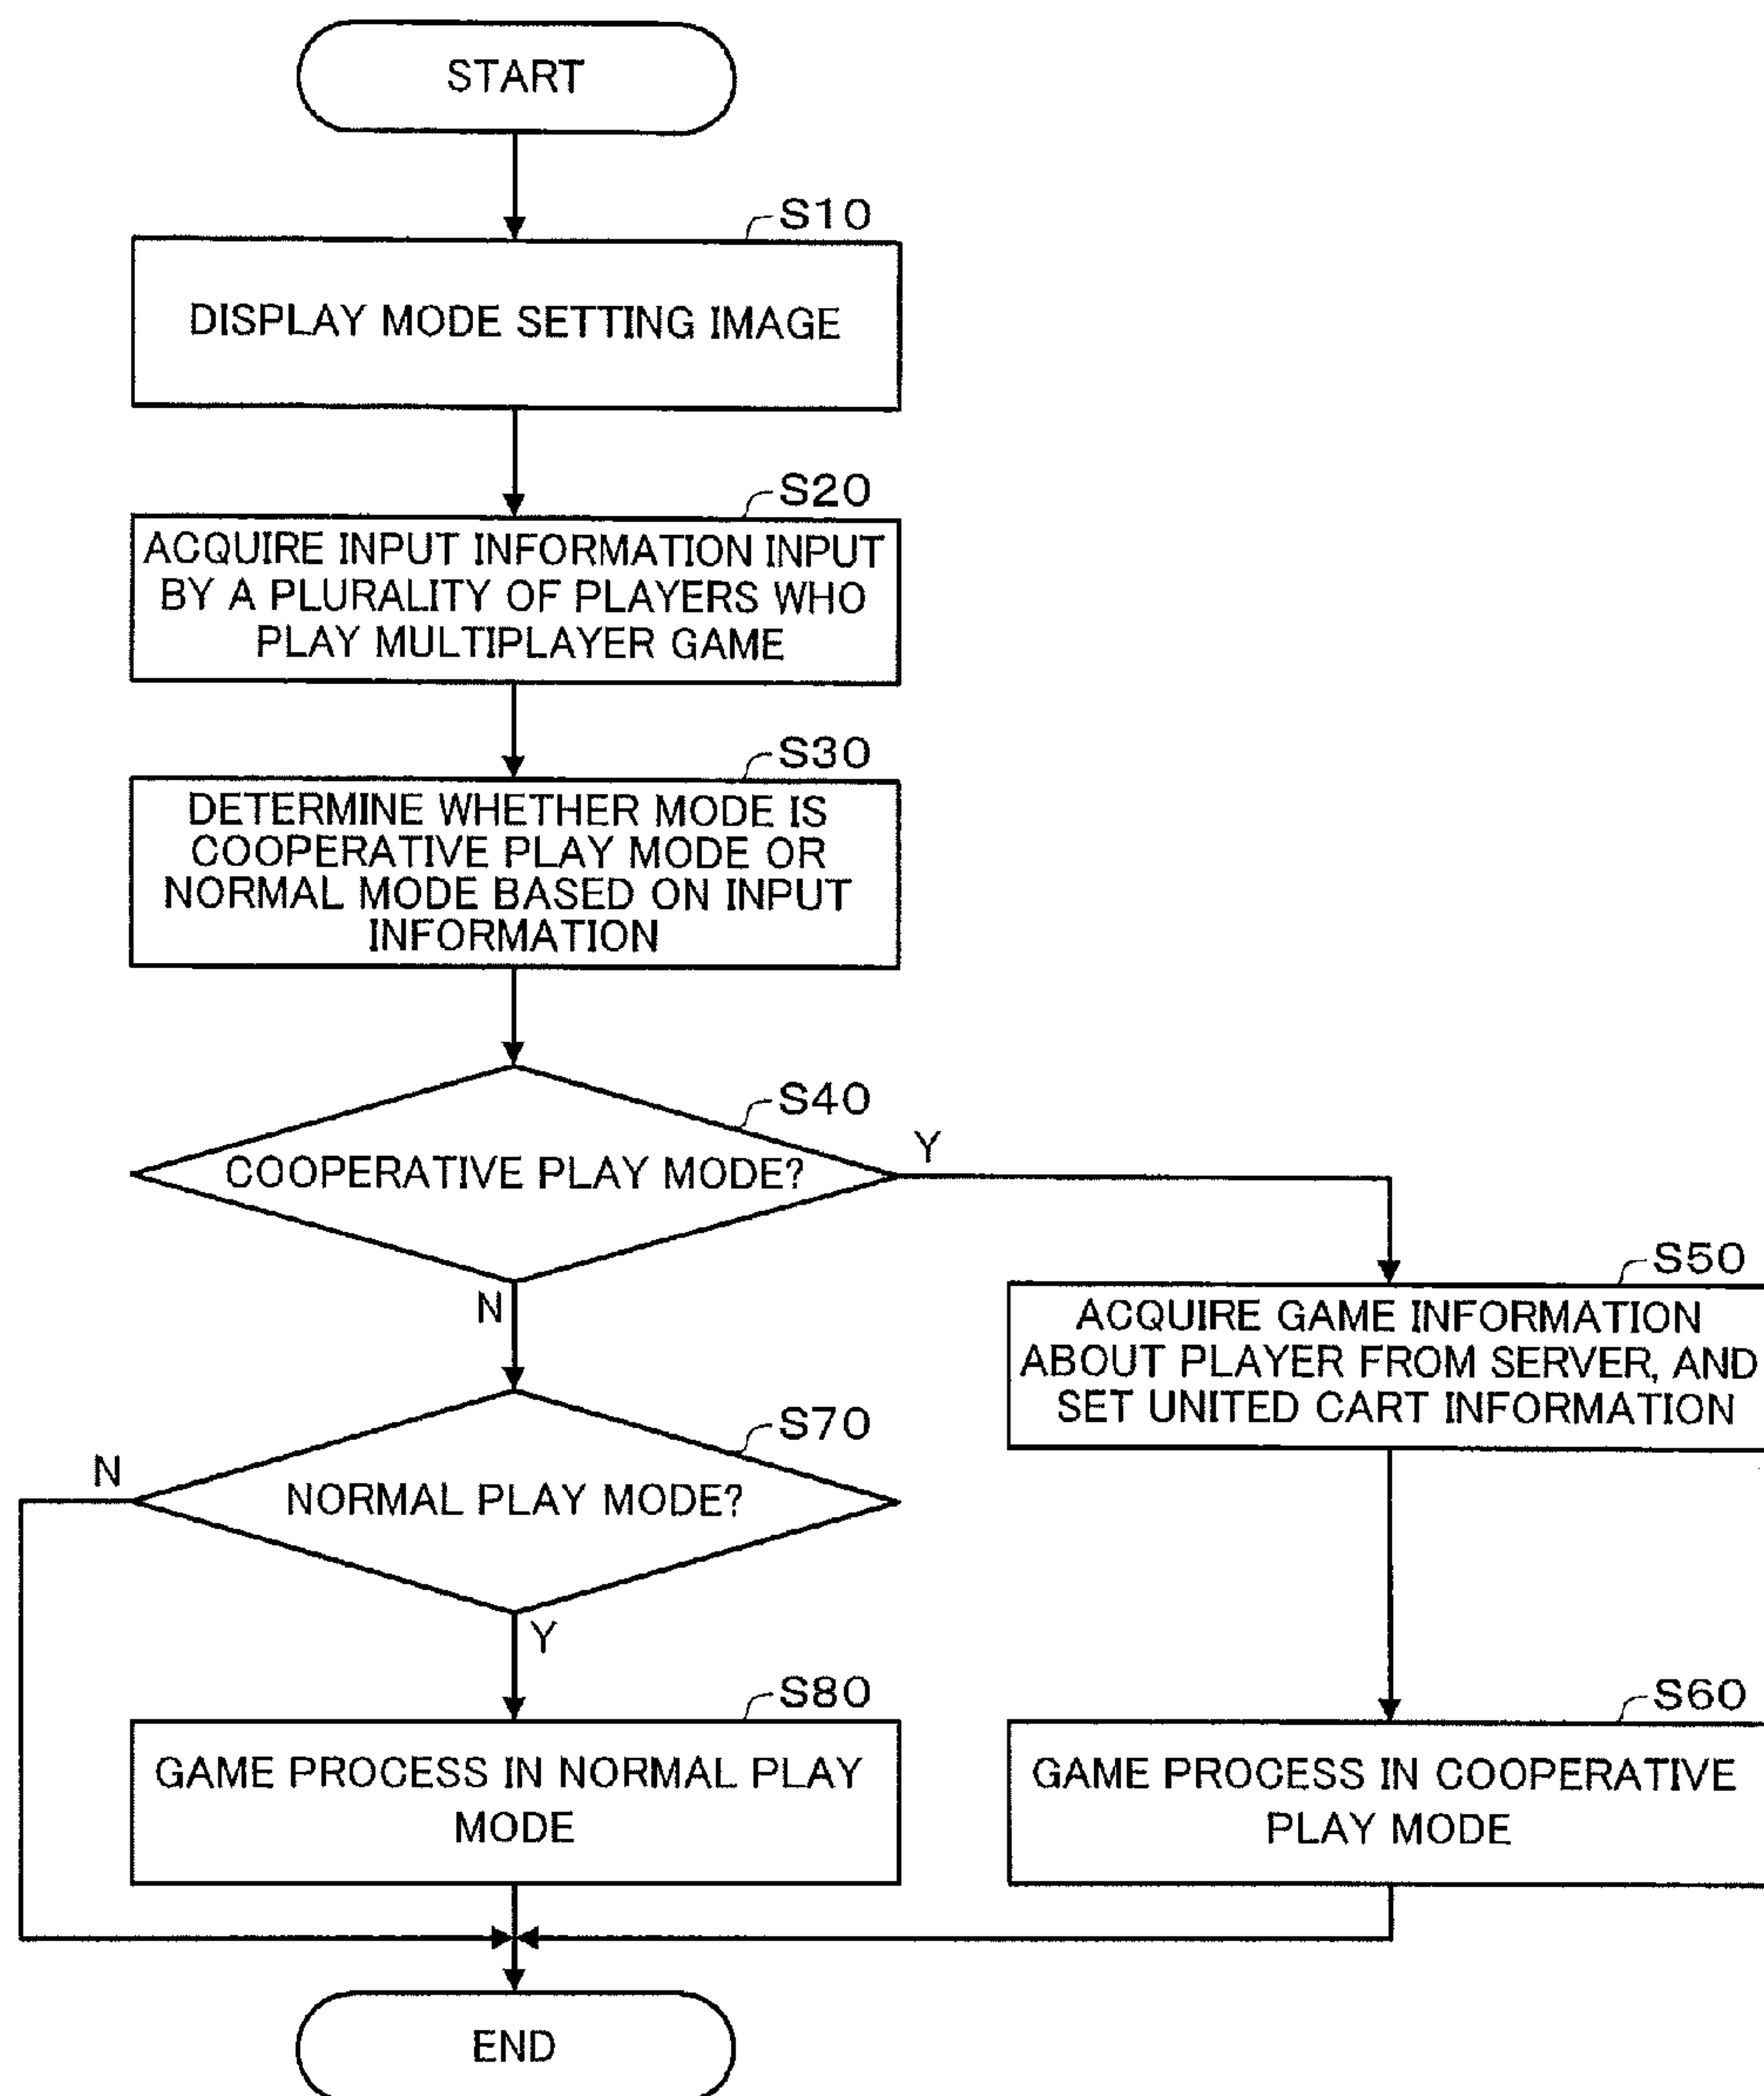 START
S10
DISPLAY MODE SETTING IMAGE
S20
ACQUIRE INPUT INFORMATION INPUT
BY A PLURALITY OF PLAYERS WHO
PLAY MULTIPLAYER GAME
S30
DETERMINE WHETHER MODE IS
COOPERATIVE PLAY MODE OR
NORMAL MODE BASED ON INPUT
INFORMATION
S40
COOPERATIVE PLAY MODE?
Y
N
S50
ACQUIRE GAME INFORMATION
ABOUT PLAYER FROM SERVER, AND
SET UNITED CART INFORMATION
S70
NORMAL PLAY MODE?
N
Y
S80
GAME PROCESS IN NORMAL PLAY
MODE
S60
GAME PROCESS IN COOPERATIVE
PLAY MODE
END